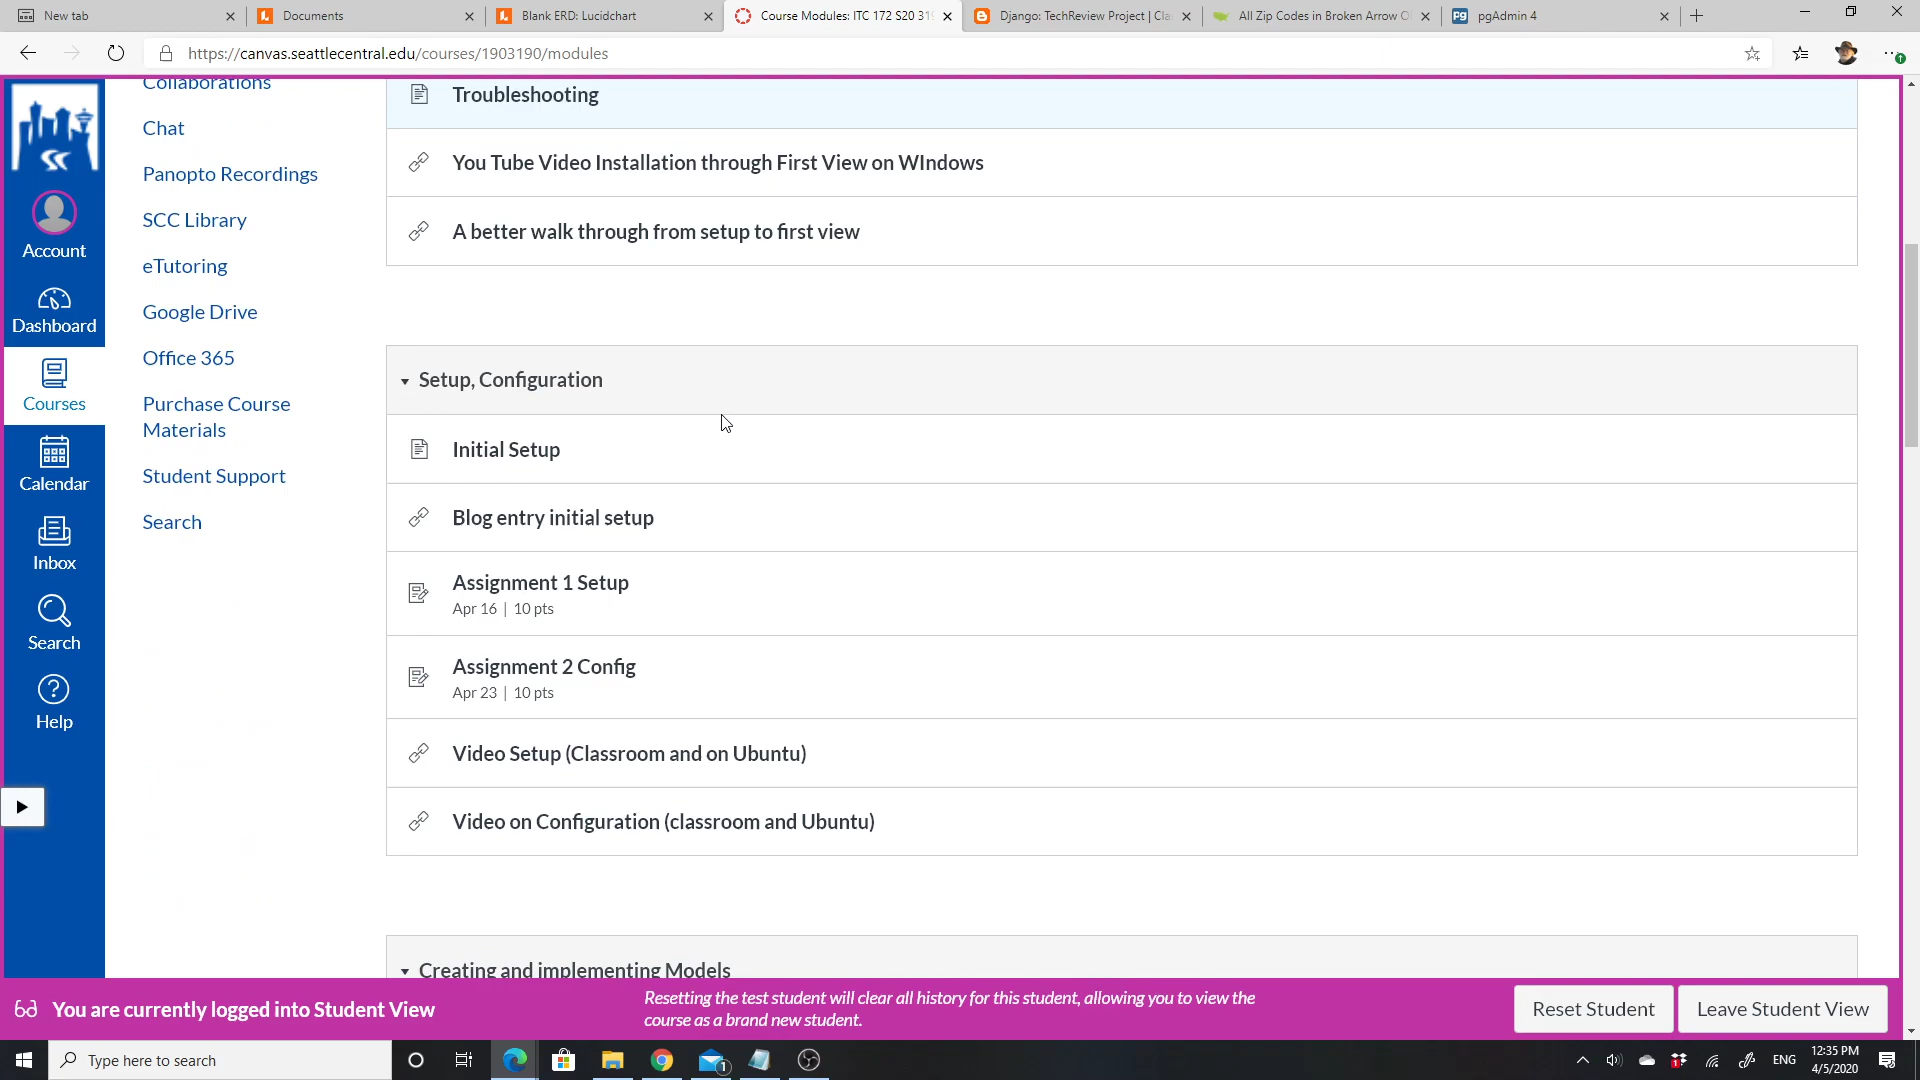 New tab
Documents
Blank ERD: Lucidchart
Course Modules: ITC 172 S20 319
Django: TechReview Project | Cla
All Zip Codes in Broken Arrow O
pgAdmin 4
https://canvas.seattlecentral.edu/courses/1903190/modules
Account
Dashboard
Courses
Calendar
Inbox
Search
Help
Collaborations
Chat
Panopto Recordings
SCC Library
eTutoring
Google Drive
Office 365
Purchase Course
Materials
Student Support
Search
Troubleshooting
You Tube Video Installation through First View on WIndows
A better walk through from setup to first view
Setup, Configuration
Initial Setup
Blog entry initial setup
Assignment 1 Setup
Apr 16 | 10 pts
Assignment 2 Config
Apr 23 | 10 pts
Video Setup (Classroom and on Ubuntu)
Video on Configuration (classroom and Ubuntu)
Creating and implementing Models
You are currently logged into Student View
Resetting the test student will clear all history for this student, allowing you to view the
course as a brand new student.
Reset Student
Leave Student View
Type here to search
1
ENG
12:35 PM
4/5/2020